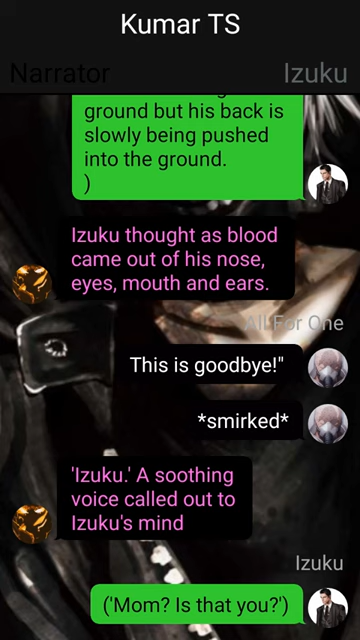 Kumar TS
Narrator
Izuku
ground but his back is
slowly being pushed
into the ground.
)
Izuku thought as blood
came out of his nose,
eyes, mouth and ears.
All For One
This is goodbye!"
*smirked*
'Izuku.' A soothing
voice called out to
Izuku's mind
Izuku
('Mom? Is that you?')